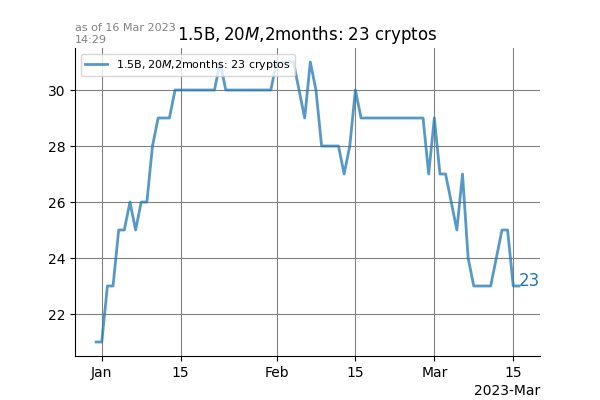 as of 16 Mar 2023
14:29
1.5B, 20M,2months: 23 cryptos
1.5B, 20M,2months: 23 cryptos
30
28
26
24
22
23
Jan
15
Feb
15
Mar
15
2023-Mar